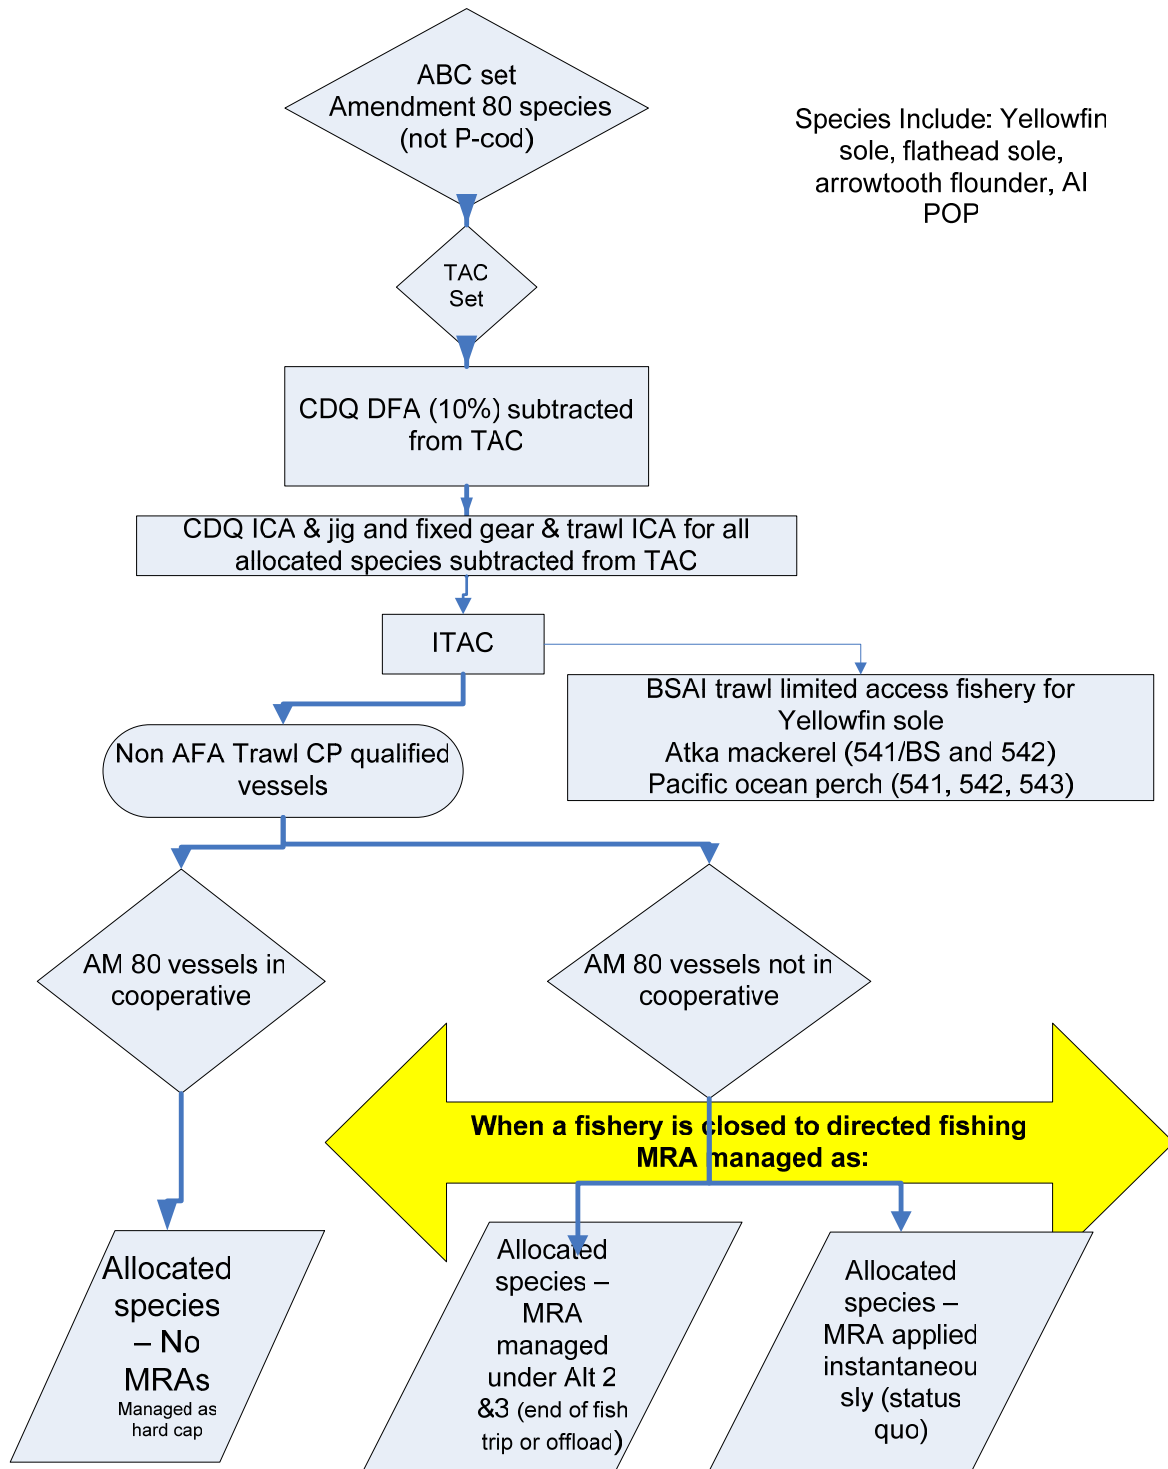 ABC set
Amendment 80 species
(not P-cod)
Species Include: Yellowfin
sole, flathead sole,
arrowtooth flounder, AI
POP
TAC
Set
CDQ DFA (10%) subtracted
from TAC
CDQ ICA & jig and fixed gear & trawl ICA for all
allocated species subtracted from TAC
ITAC
BSAI trawl limited access fishery for
Yellowfin sole
Atka mackerel (541/BS and 542)
Pacific ocean perch (541, 542, 543)
Non AFA Trawl CP qualified
vessels
AM 80 vessels in
cooperative
AM 80 vessels not in
cooperative
When a fishery is closed to directed fishing
MRA managed as:
Allocated
species
– No
MRAs
Managed as
hard cap
Allocated
species –
MRA
managed
under Alt 2
&3 (end of fish
trip or offload)
Allocated
species –
MRA applied
instantaneou
sly (status
quo)